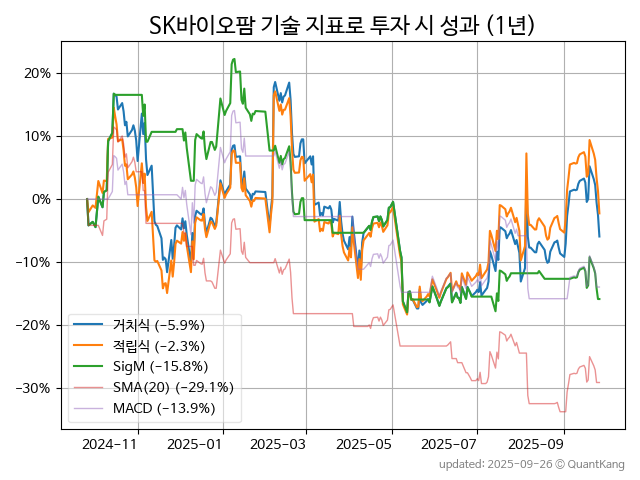 SK바이오팜 기술 지표로 투자 시 성과 (1년)
20%
10%
0%
−10%
−20%
−30%
거치식 (−5.9%)
적립식 (−2.3%)
SigM (−15.8%)
SMA(20) (−29.1%)
MACD (−13.9%)
2024-11
2025-01
2025-03
2025-05
2025-07
2025-09
updated: 2025-09-26 © QuantKang